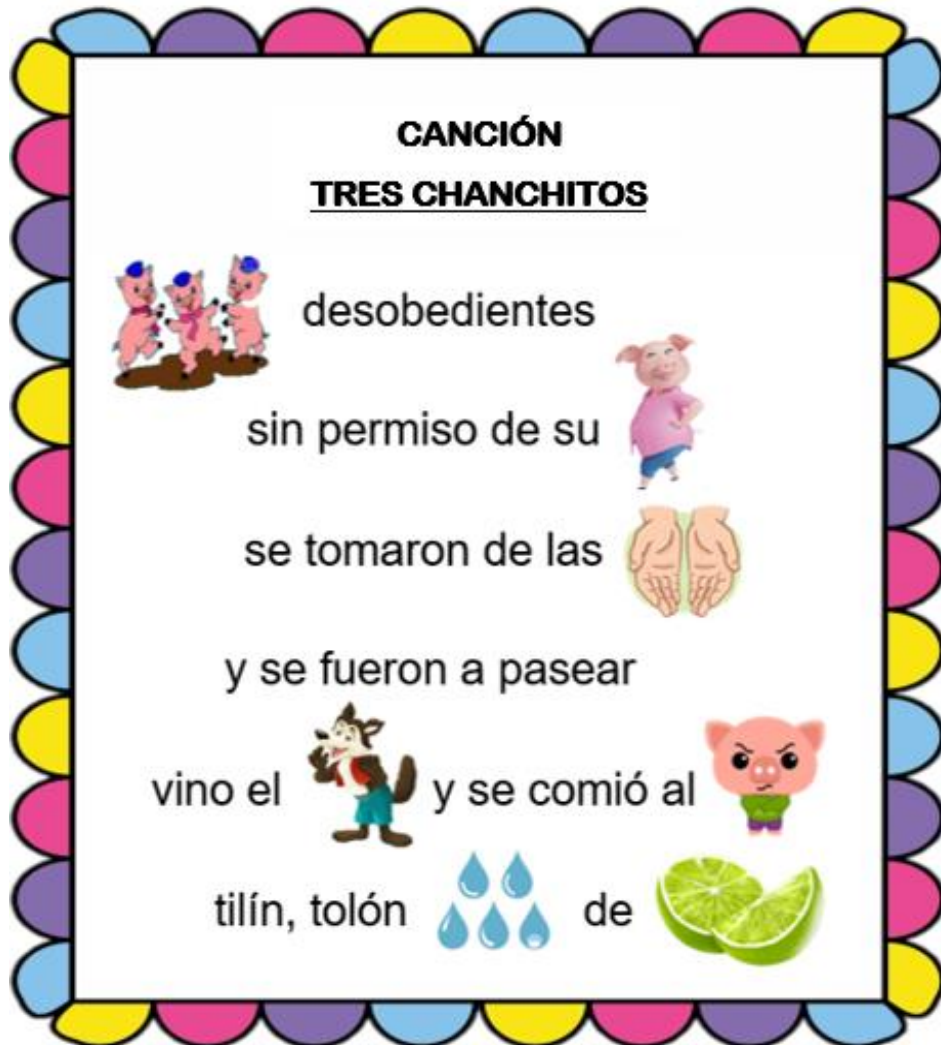 CANCIÓN
TRES CHANCHITOS
desobedientes
sin permiso de su
se tomaron de las
y se fueron a pasear
vino el y se comió al
tilín, tolón de